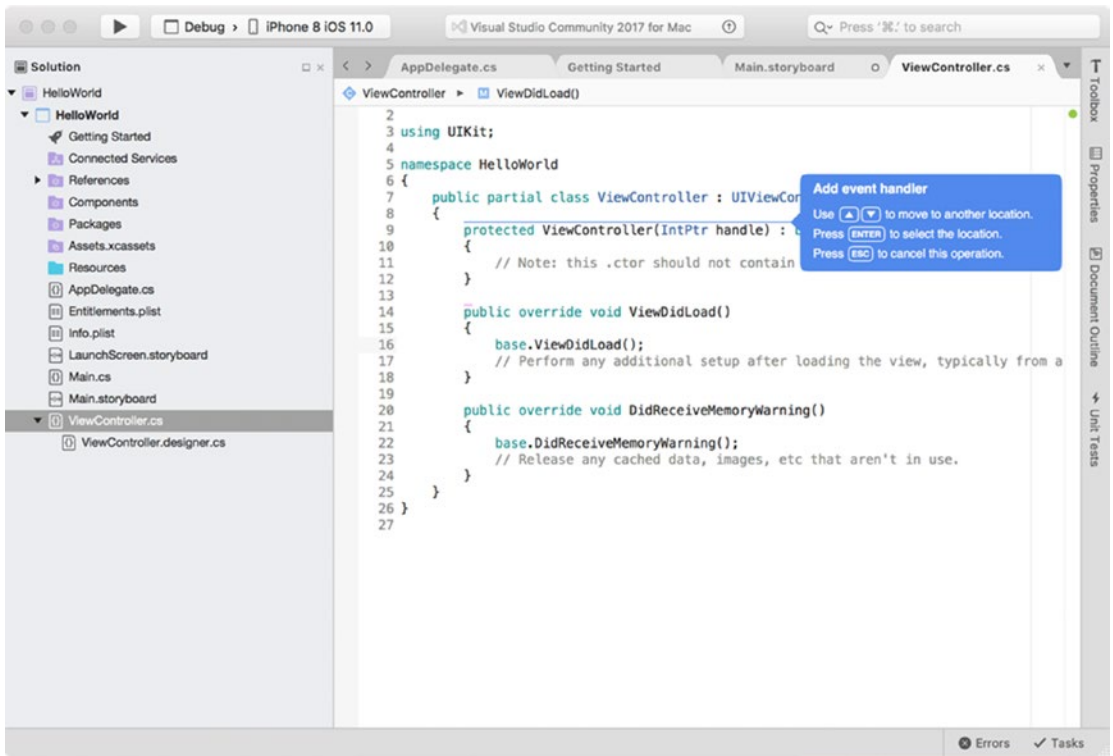 Debug > iPhone 8 iOS 11.0
Visual Studio Community 2017 for Mac
Press '⌘.' to search
Solution
HelloWorld
HelloWorld
Getting Started
Connected Services
References
Components
Packages
Assets.xcassets
Resources
AppDelegate.cs
Entitlements.plist
Info.plist
LaunchScreen.storyboard
Main.cs
Main.storyboard
ViewController.cs
ViewController.designer.cs
AppDelegate.cs
Getting Started
Main.storyboard
ViewController.cs
ViewController ▸ M ViewDidLoad()
2
3 using UIKit;
4
5 namespace HelloWorld
6 {
7 public partial class ViewController : UIViewCon
8 {
9 protected ViewController(IntPtr handle) :
10 {
11 // Note: this .ctor should not contain
12 }
13
14 public override void ViewDidLoad()
15 {
16 base.ViewDidLoad();
17 // Perform any additional setup after loading the view, typically from a
18 }
19
20 public override void DidReceiveMemoryWarning()
21 {
22 base.DidReceiveMemoryWarning();
23 // Release any cached data, images, etc that aren't in use.
24 }
25 }
26 }
27
Add event handler
Use ▲ ▼ to move to another location.
Press ENTER to select the location.
Press ESC to cancel this operation.
Toolbox
Properties
Document Outline
Unit Tests
Errors
Tasks